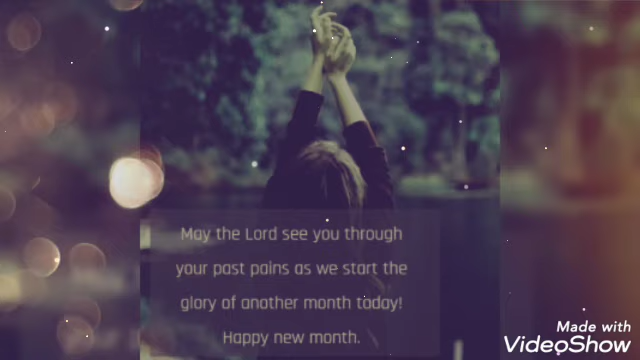 May the Lord see you through
your past pains as we start the
glory of another month today!
Happy new month.
Made with
VideoShow